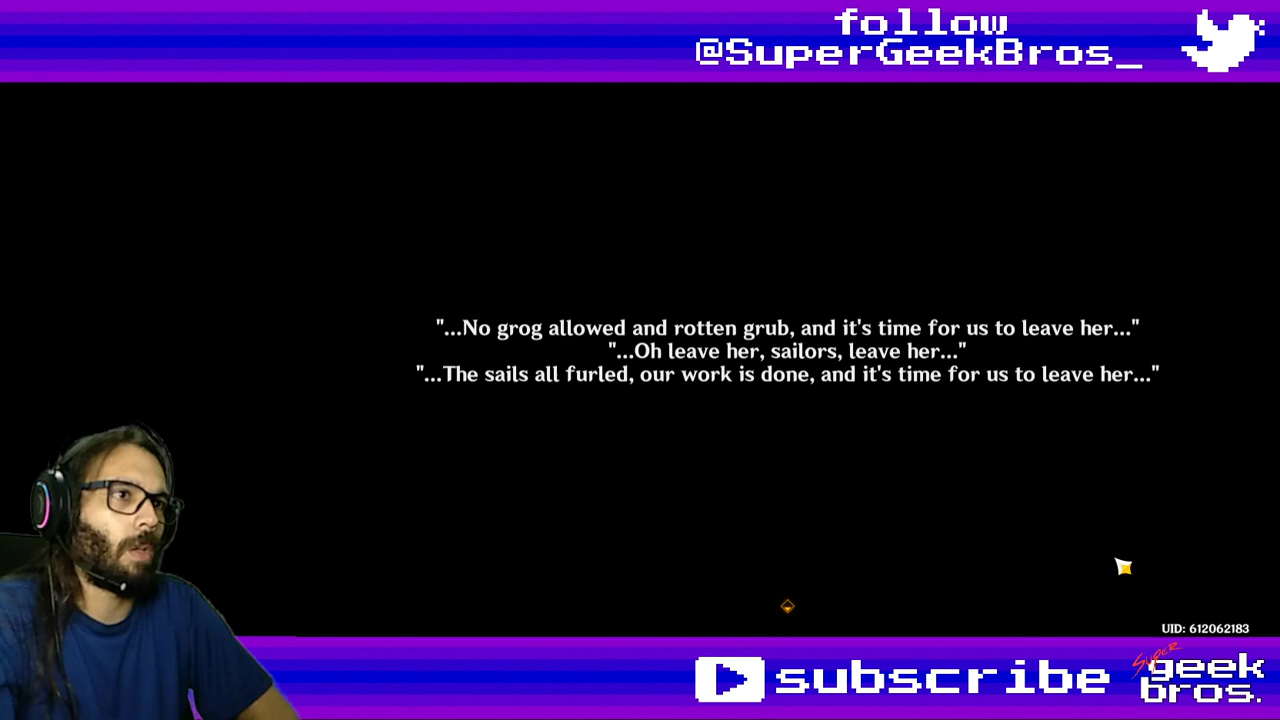 follow
@SuperGeekBros_
"...No grog allowed and rotten grub, and it's time for us to leave her..."
"...Oh leave her, sailors, leave her..."
"...The sails all furled, our work is done, and it's time for us to leave her..."
UID: 612062183
subscribe
SUPER
geek
bros.